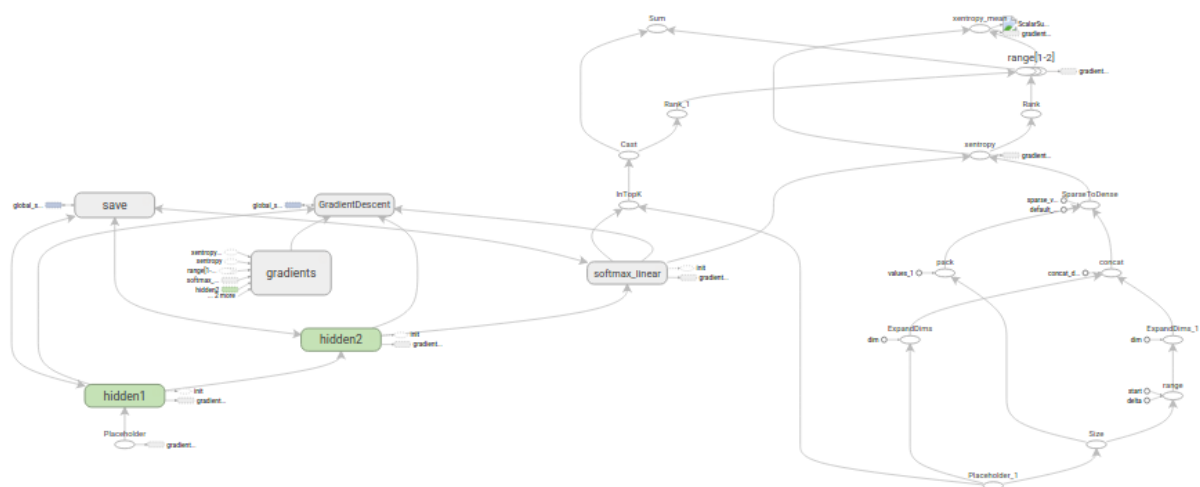 Sum
xentropy_mean
ScalarSu...
gradient...
range[1-2]
gradient...
Rank_1
Rank
Cast
xentropy
gradient...
global_s...
save
global_s...
GradientDescent
InTopK
SparseToDense
sparse_v...
default_...
xentropy...
xentropy
range[1-...
softmax_...
hidden2
... 2 more
gradients
softmax_linear
init
gradient...
pack
values_1
concat
concat_d...
hidden2
init
gradient...
ExpandDims
dim
ExpandDims_1
dim
hidden1
init
gradient...
range
start
delta
Placeholder
gradient...
Size
Placeholder_1